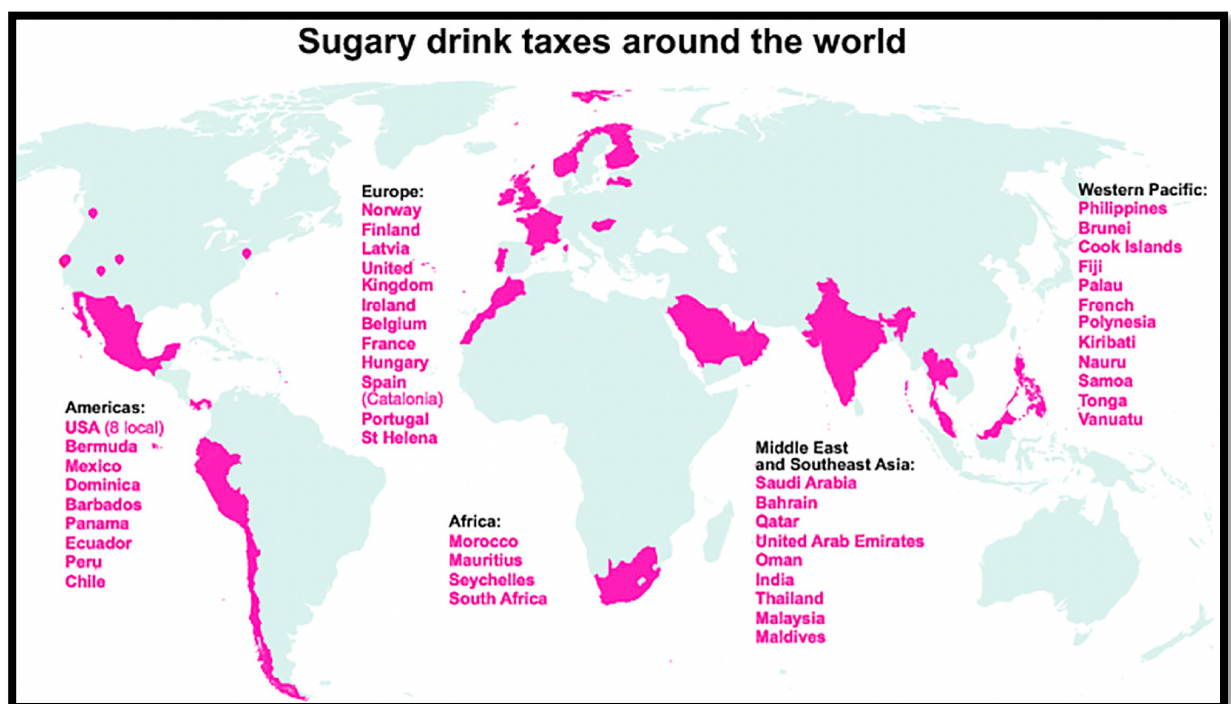 Sugary drink taxes around the world
Europe:
Norway
Finland
Latvia
United
Kingdom
Ireland
Belgium
France
Hungary
Spain
(Catalonia)
Portugal
St Helena
Western Pacific:
Philippines
Brunei
Cook Islands
Fiji
Palau
French
Polynesia
Kiribati
Nauru
Samoa
Tonga
Vanuatu
Americas:
USA (8 local)
Bermuda
Mexico
Dominica
Barbados
Panama
Ecuador
Peru
Chile
Africa:
Morocco
Mauritius
Seychelles
South Africa
Middle East
and Southeast Asia:
Saudi Arabia
Bahrain
Qatar
United Arab Emirates
Oman
India
Thailand
Malaysia
Maldives